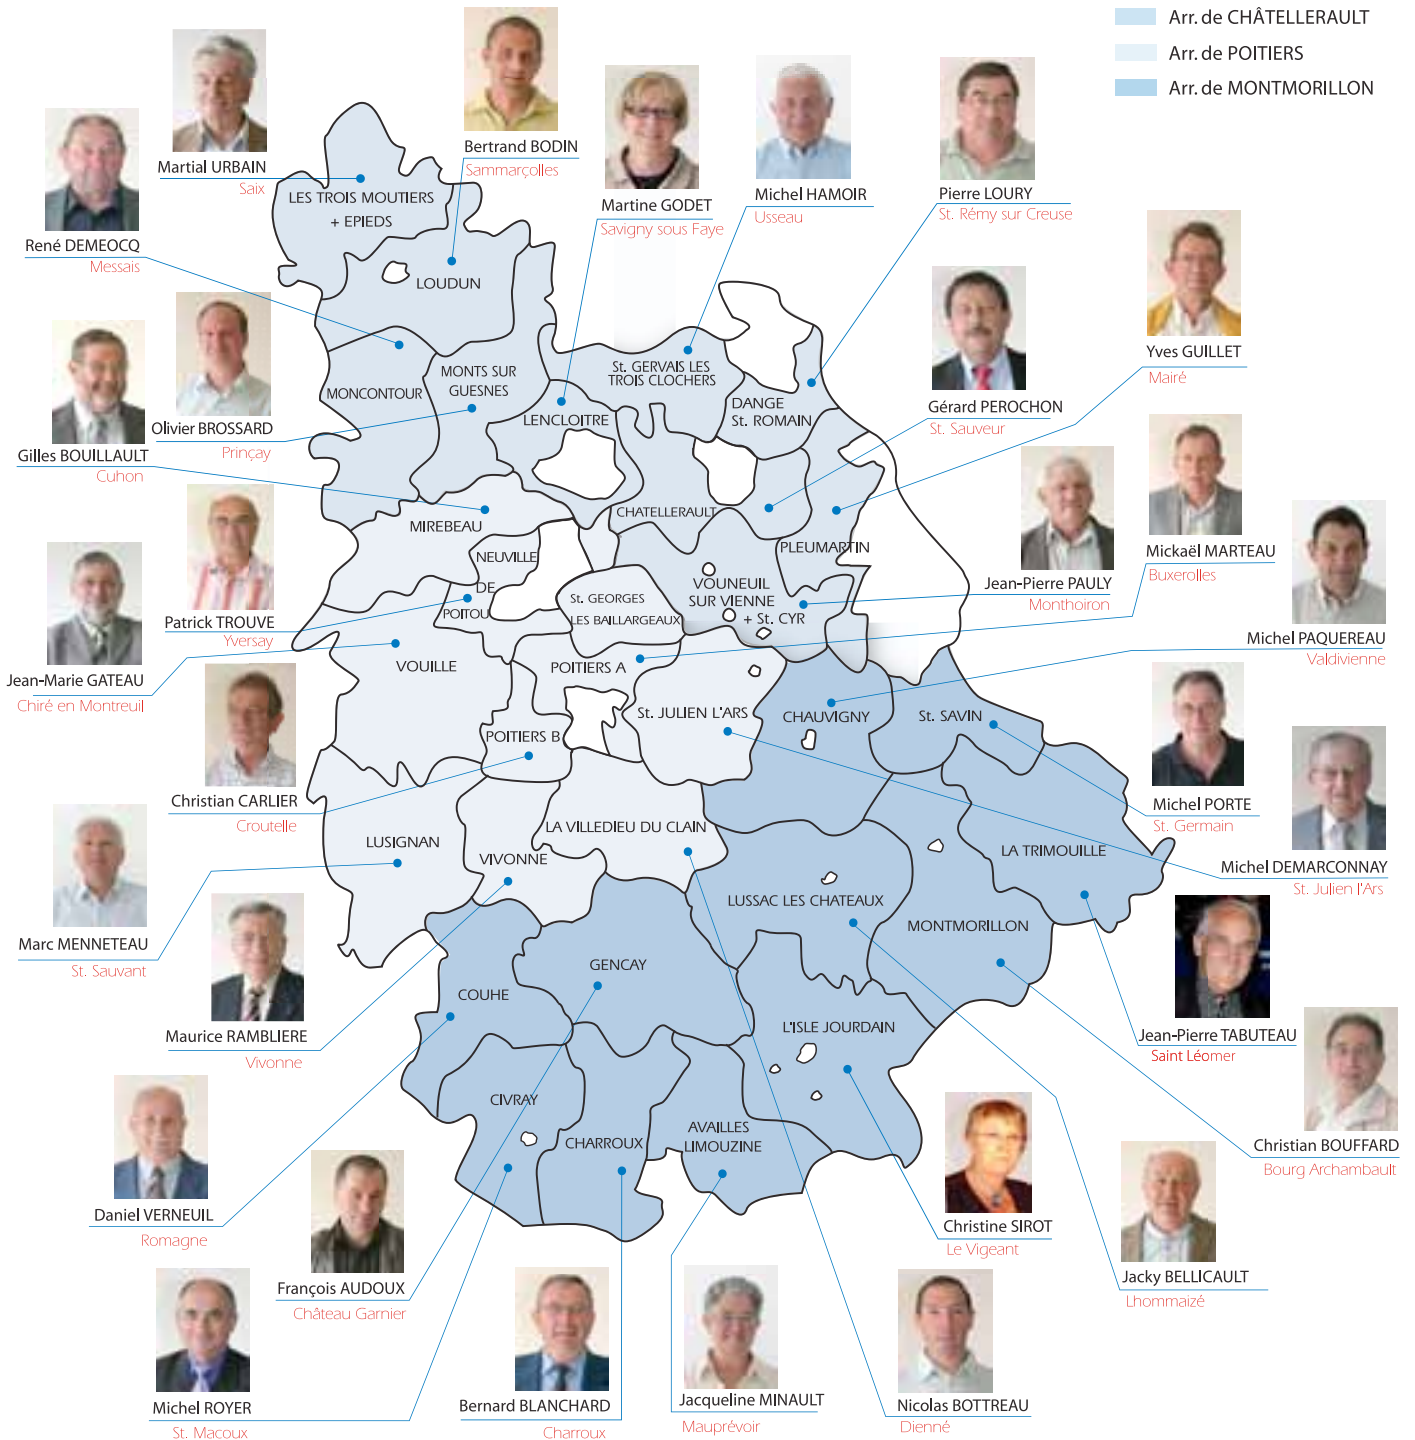 Arr. de CHÂTELLERAULT
Arr. de POITIERS
Arr. de MONTMORILLON
Martial URBAIN
Saix
Bertrand BODIN
Sammarçolles
Martine GODET
Savigny sous Faye
Michel HAMOIR
Usseau
Pierre LOURY
St. Rémy sur Creuse
René DEMEOCQ
Messais
Yves GUILLET
Mairé
Olivier BROSSARD
Prinçay
Gérard PEROCHON
St. Sauveur
Gilles BOUILLAULT
Cuhon
Jean-Pierre PAULY
Monthoiron
Mickaël MARTEAU
Buxerolles
Patrick TROUVE
Yversay
Michel PAQUEREAU
Valdivienne
Jean-Marie GATEAU
Chiré en Montreuil
Christian CARLIER
Croutelle
Michel PORTE
St. Germain
Michel DEMARCONNAY
St. Julien l'Ars
Marc MENNETEAU
St. Sauvant
Maurice RAMBLIERE
Vivonne
Jean-Pierre TABUTEAU
Saint Léomer
Christian BOUFFARD
Bourg Archambault
Daniel VERNEUIL
Romagne
Christine SIROT
Le Vigeant
François AUDOUX
Château Garnier
Jacky BELLICAULT
Lhommaizé
Michel ROYER
St. Macoux
Bernard BLANCHARD
Charroux
Jacqueline MINAULT
Mauprévoir
Nicolas BOTTREAU
Dienné
LES TROIS MOUTIERS
+ EPIEDS
LOUDUN
MONCONTOUR
MONTS SUR
GUESNES
St. GERVAIS LES
TROIS CLOCHERS
LENCLOITRE
DANGE
St. ROMAIN
CHATELLERAULT
MIREBEAU
NEUVILLE
DE
POITOU
PLEUMARTIN
VOUNEUIL
SUR VIENNE
+ St. CYR
St. GEORGES
LES BAILLARGEAUX
VOUILLE
POITIERS A
St. JULIEN L'ARS
CHAUVIGNY
St. SAVIN
POITIERS B
LUSIGNAN
VIVONNE
LA VILLEDIEU DU CLAIN
LA TRIMOUILLE
LUSSAC LES CHATEAUX
MONTMORILLON
GENCAY
COUHE
L'ISLE JOURDAIN
CIVRAY
CHARROUX
AVAILLES
LIMOUZINE